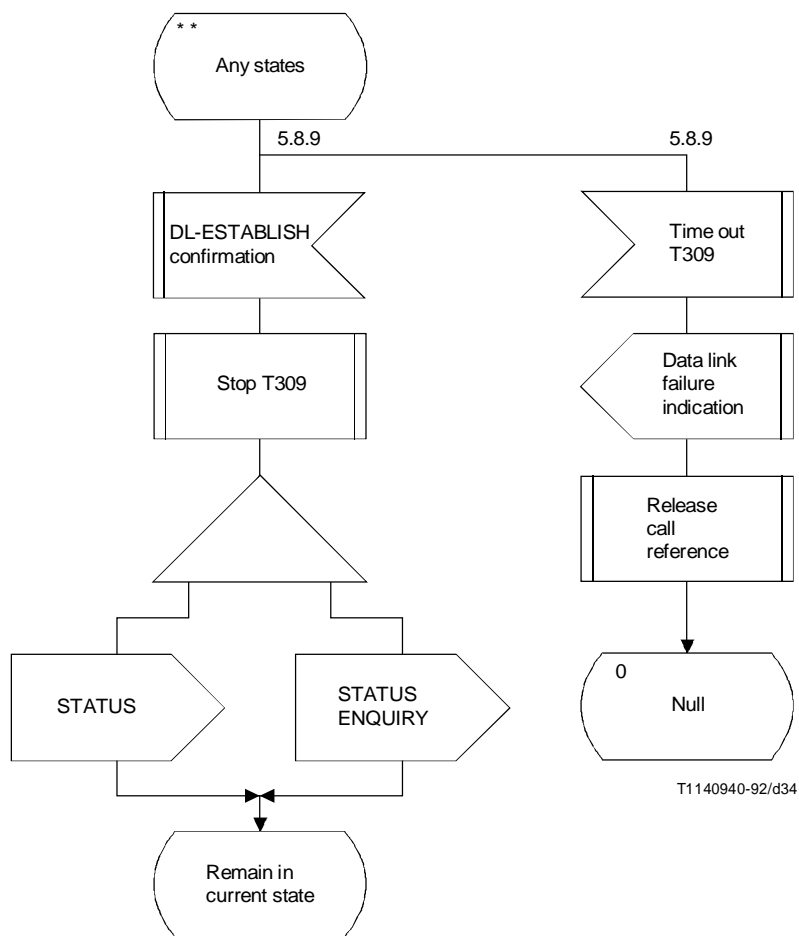 * *
Any states
5.8.9
5.8.9
DL-ESTABLISH
confirmation
Time out
T309
Stop T309
Data link
failure
indication
Release
call
reference
STATUS
STATUS
ENQUIRY
0
Null
T1140940-92/d34
Remain in
current state